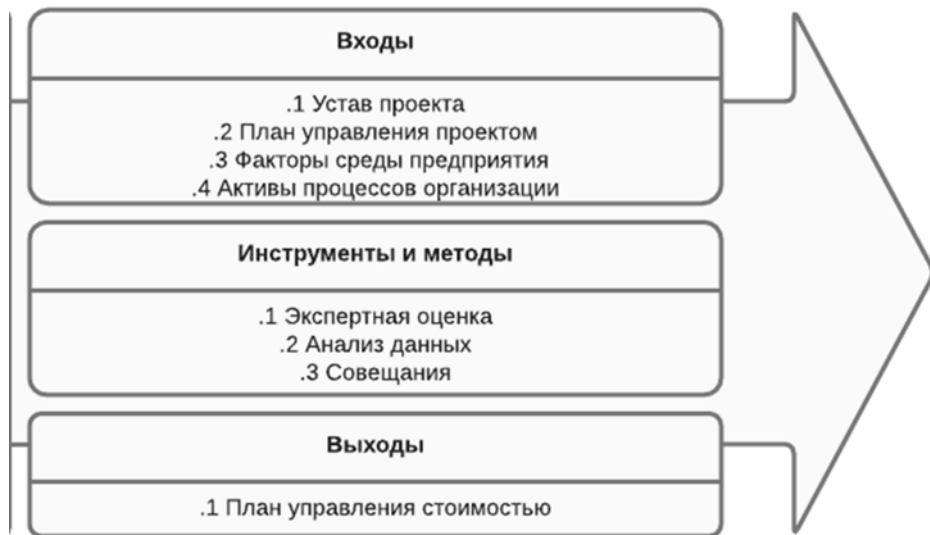 Входы
.1 Устав проекта
.2 План управления проектом
.3 Факторы среды предприятия
.4 Активы процессов организации
Инструменты и методы
.1 Экспертная оценка
.2 Анализ данных
.3 Совещания
Выходы
.1 План управления стоимостью